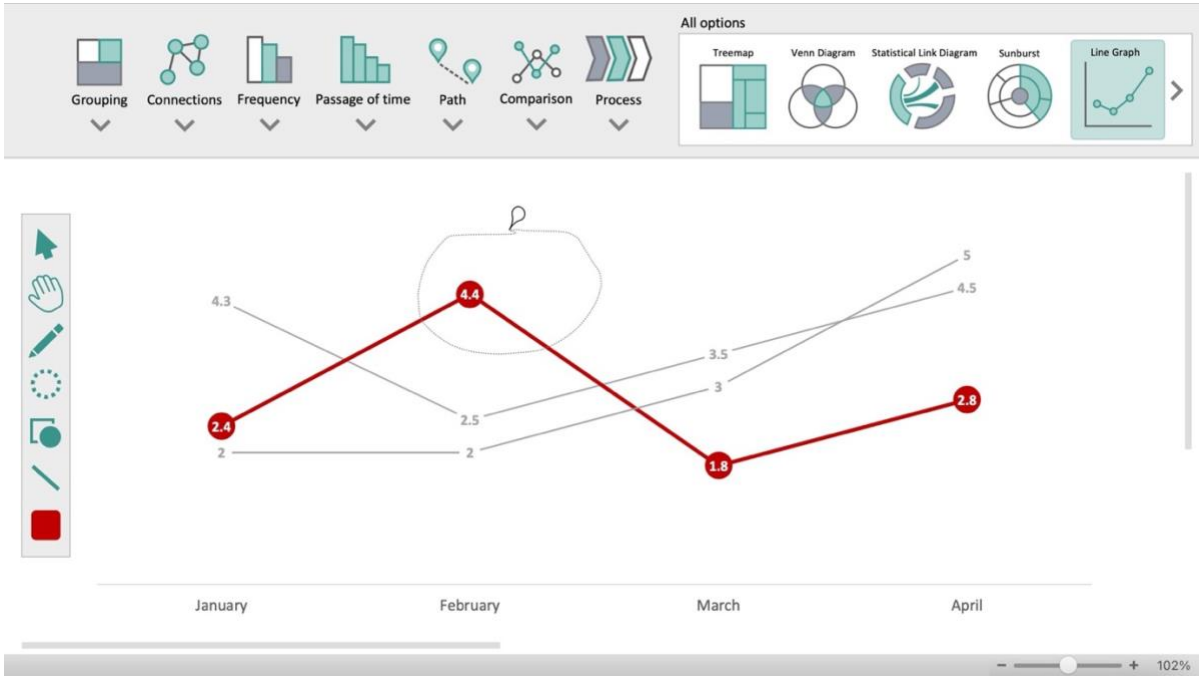 All options
Grouping
Connections
Frequency
Passage of time
Path
Comparison
Process
Treemap
Venn Diagram
Statistical Link Diagram
Sunburst
Line Graph
5
4.5
4.4
4.3
3.5
3
2.8
2.5
2.4
2
2
1.8
January February March April
102%